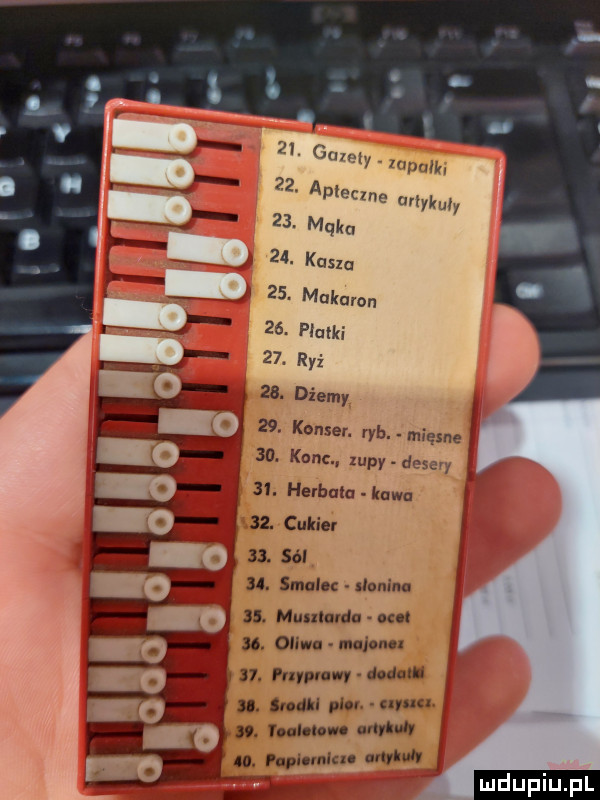 21. Gazety - zapałki
22. Apteczne artykuły
23. Mąka
24. Kasza
25. Makaron
26. Płatki
27. Ryż
28. Dżemy
29. Konser. ryb. - mięsne
30. Konc., zupy - desery
31. Herbata - kawa
32. Cukier
33. Sól
34. Smalec - słonina
35. Musztarda - ocet
36. Oliwa - majonez
37. Przyprawy - dodatki
38. Środki pior. - czyszcz.
39. Toaletowe artykuły
40. Papiernicze artykuły
mdupiu.pl